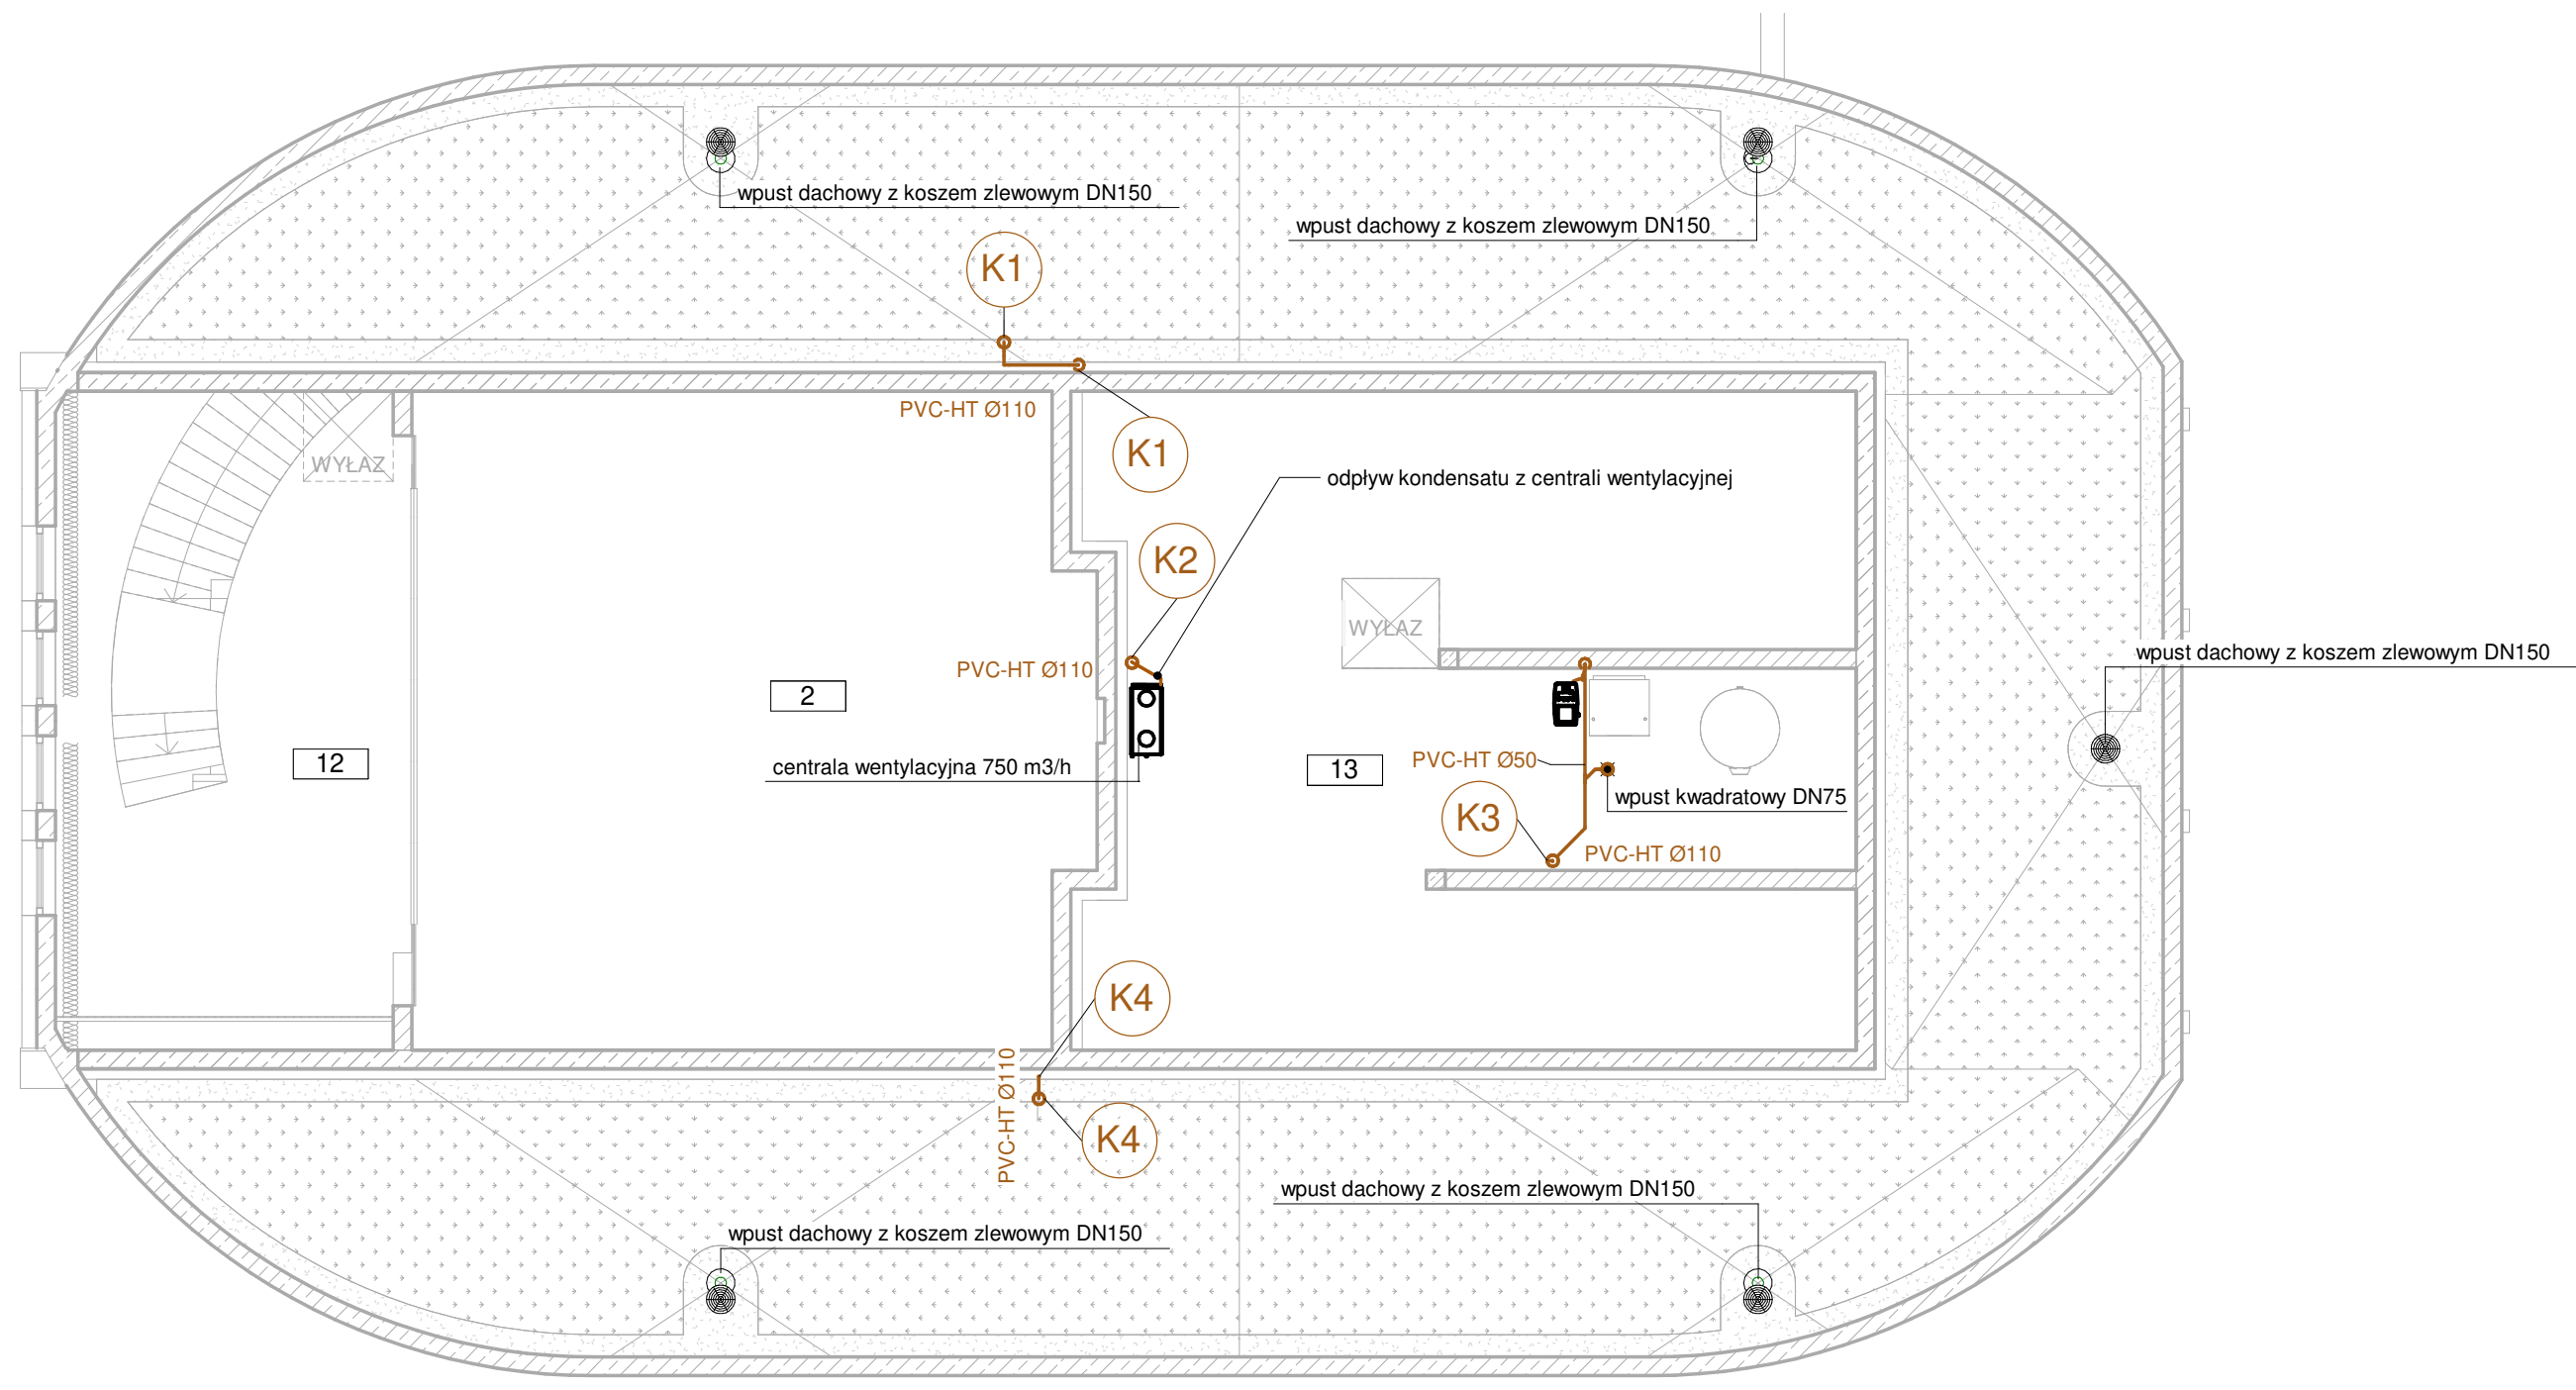 wpust dachowy z koszem zlewowym DN150
wpust dachowy z koszem zlewowym DN150
K1
PVC-HT Ø110
K1
WYŁAZ
odpływ kondensatu z centrali wentylacyjnej
K2
WYŁAZ
wpust dachowy z koszem zlewowym DN150
PVC-HT Ø110
2
12
centrala wentylacyjna 750 m3/h
13
PVC-HT Ø50
wpust kwadratowy DN75
K3
PVC-HT Ø110
K4
PVC-HT Ø110
K4
wpust dachowy z koszem zlewowym DN150
wpust dachowy z koszem zlewowym DN150